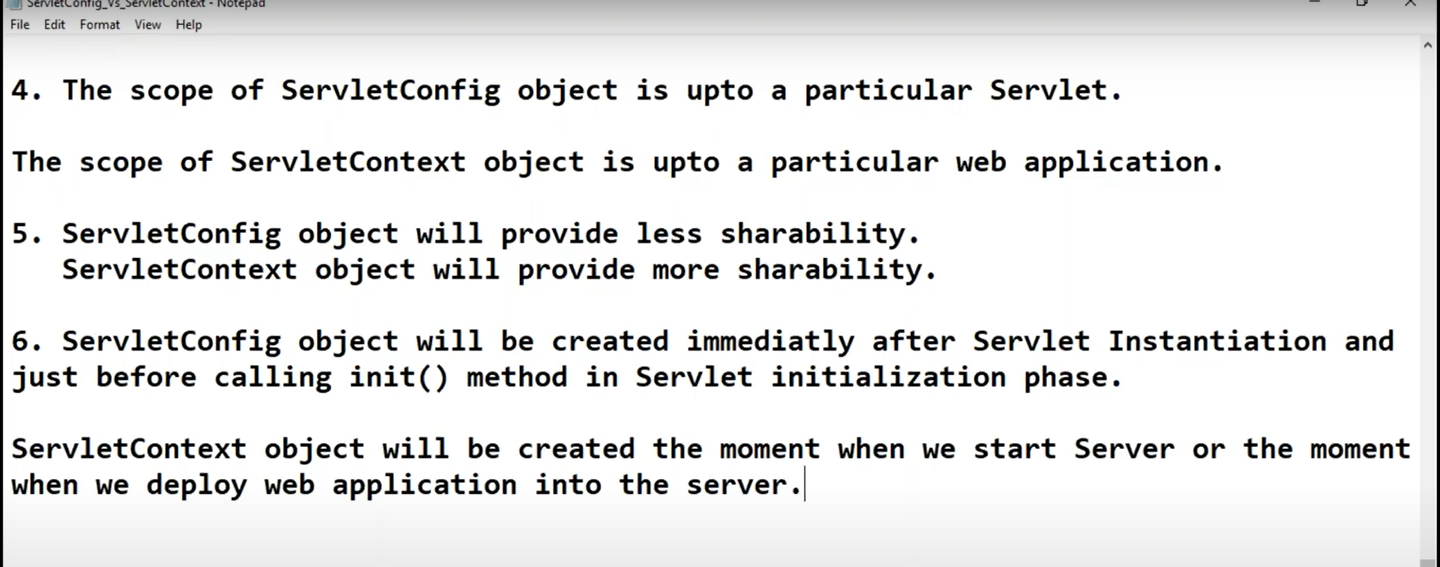 ServletConfig_Vs_ServletContext - Notepad
File Edit Format View Help
4. The scope of ServletConfig object is upto a particular Servlet.
The scope of ServletContext object is upto a particular web application.
5. ServletConfig object will provide less sharability.
ServletContext object will provide more sharability.
6. ServletConfig object will be created immediatly after Servlet Instantiation and
just before calling init() method in Servlet initialization phase.
ServletContext object will be created the moment when we start Server or the moment
when we deploy web application into the server.